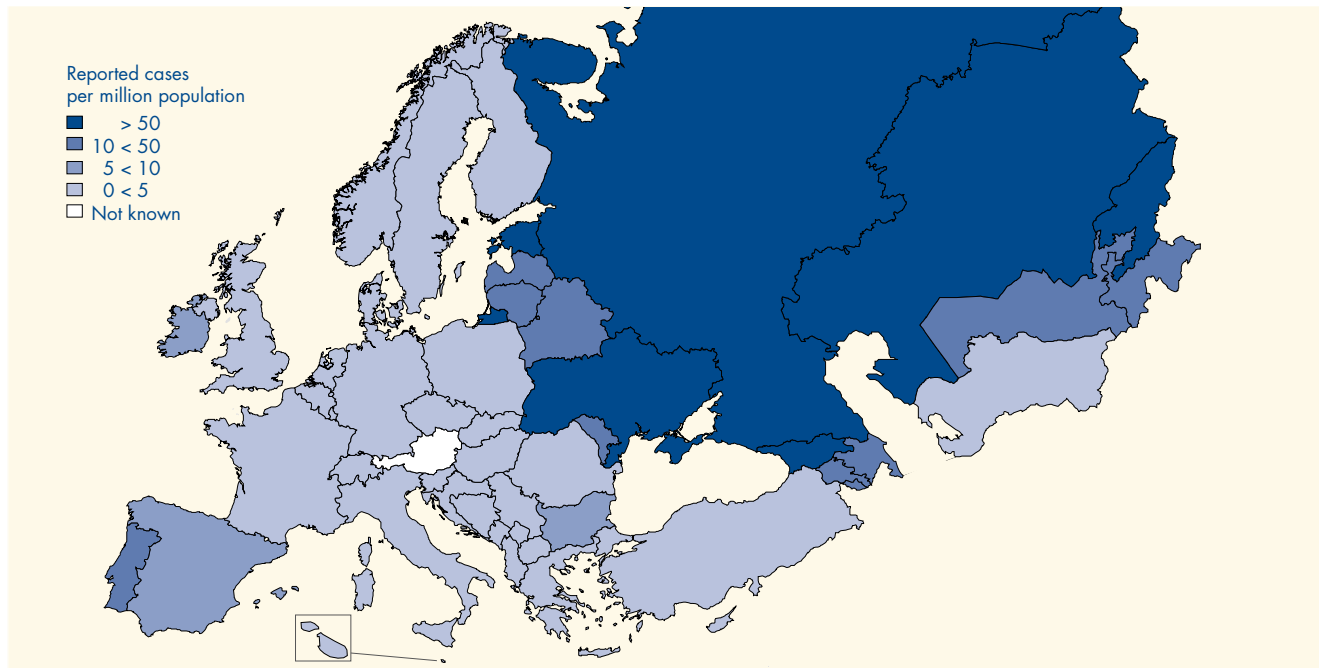 Reported cases
per million population
> 50
10 < 50
5 < 10
0 < 5
Not known